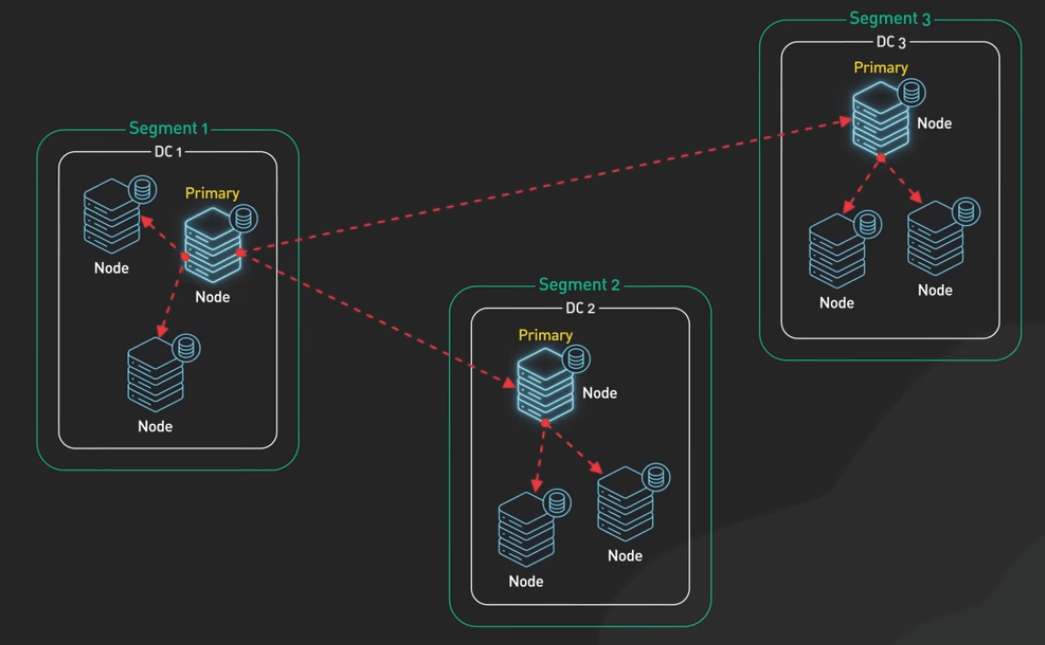 Segment 1
DC 1
Primary
Node
Node
Node
Segment 2
DC 2
Primary
Node
Node
Node
Segment 3
DC 3
Primary
Node
Node
Node